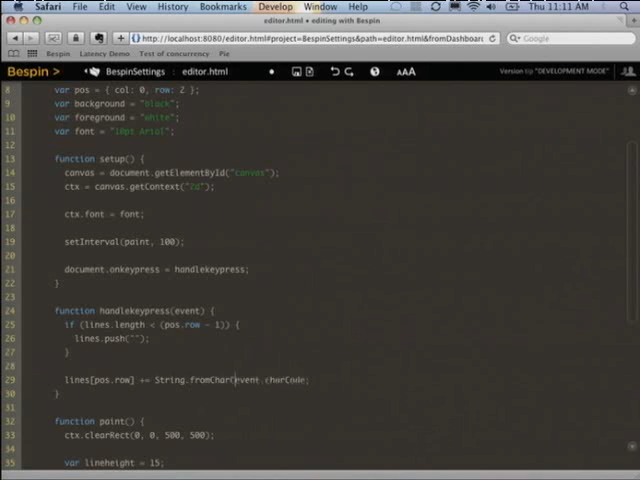 Safari File Edit View History Bookmarks Develop Window Help Thu 11:11 AM
editor.html • editing with Bespin
http://localhost:8080/editor.html#project=BespinSettings&path=editor.html&fromDashboard Google
Bespin Latency Demo Test of concurrency Pie
Bespin > BespinSettings editor.html AAA Version tip "DEVELOPMENT MODE"
8 var pos = { col: 0, row: 2 };
9 var background = "black";
10 var foreground = "white";
11 var font = "10pt Arial";
12
13 function setup() {
14 canvas = document.getElementById("canvas");
15 ctx = canvas.getContext("2d");
16
17 ctx.font = font;
18
19 setInterval(paint, 100);
20
21 document.onkeypress = handlekeypress;
22 }
23
24 function handlekeypress(event) {
25 if (lines.length < (pos.row - 1)) {
26 lines.push("");
27 }
28
29 lines[pos.row] += String.fromChar(event.charCode;
30 }
31
32 function paint() {
33 ctx.clearRect(0, 0, 500, 500);
34
35 var lineheight = 15;